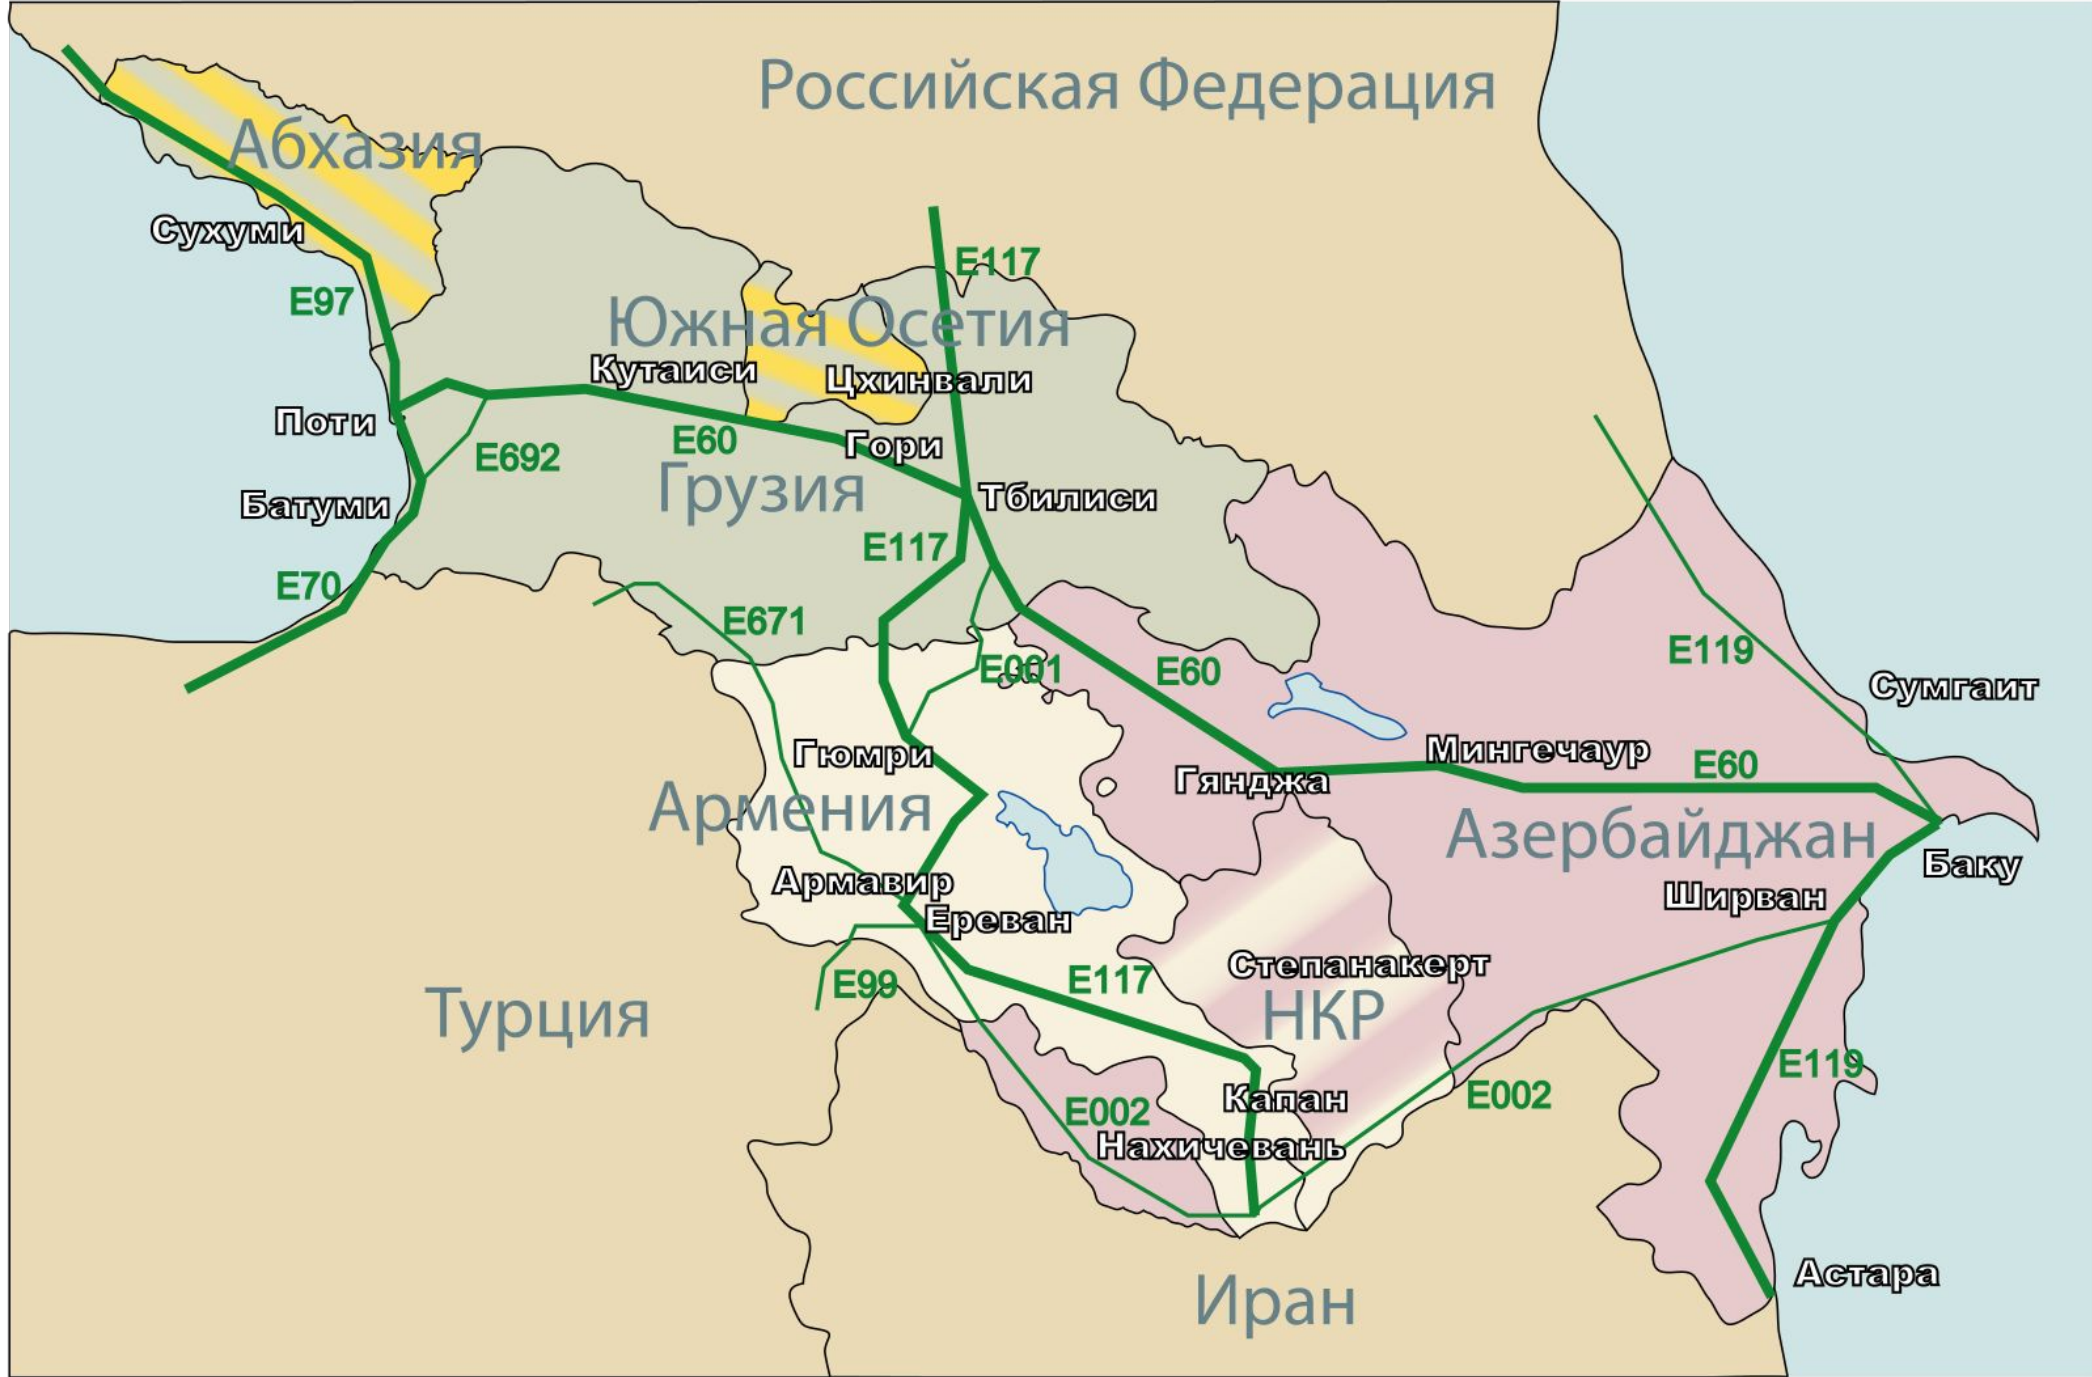 Российская Федерация
Абхазия
Сухуми
E117
E97
Южная Осетия
Кутаиси
Цхинвали
Поти
E60
Гори
E692
Грузия
Тбилиси
Батуми
E117
E70
E671
E001
E60
E119
Сумгаит
Гюмри
Мингечаур
E60
Гянджа
Армения
Азербайджан
Баку
Армавир
Ширван
Ереван
Степанакерт
E99
E117
Турция
НКР
E119
E002
Капан
E002
Нахичевань
Астара
Иран